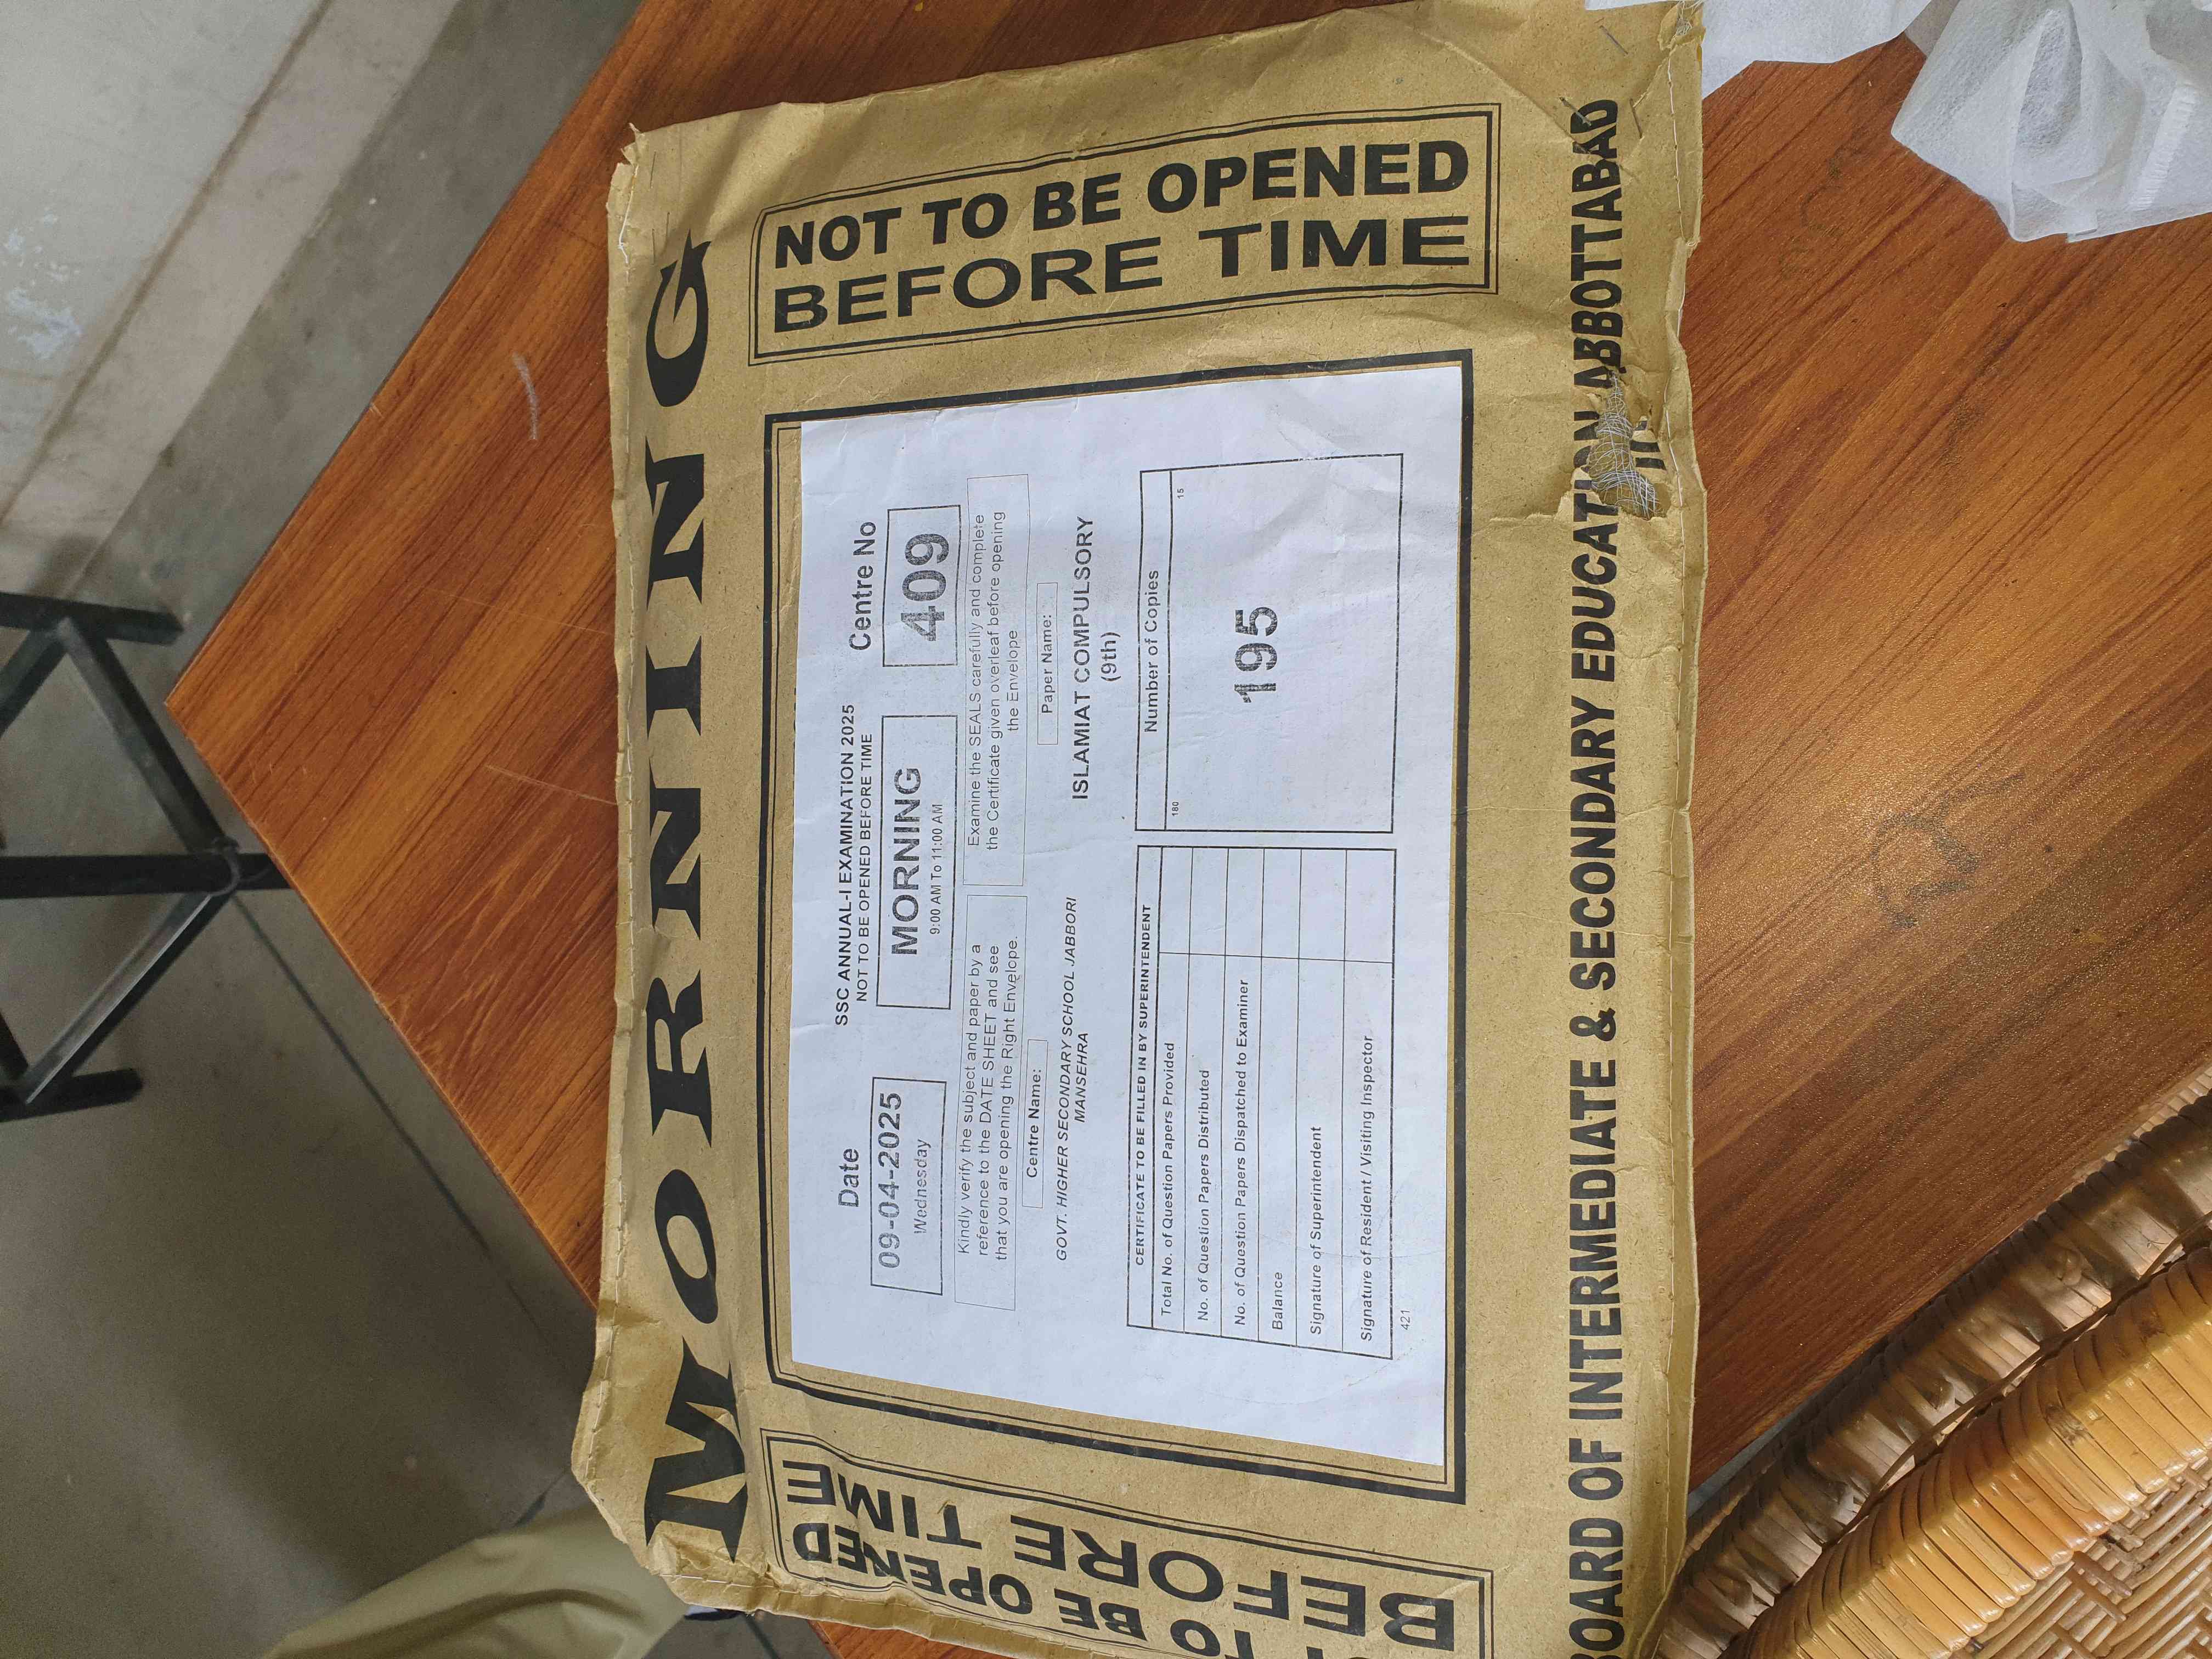 MORNING
NOT TO BE OPENED
BEFORE TIME
TO BE OPENED
BEFORE TIME
SSC ANNUAL-I EXAMINATION 2025
NOT TO BE OPENED BEFORE TIME
Date
09-04-2025
Wednesday
MORNING
9:00 AM To 11:00 AM
Centre No
409
Kindly verify the subject and paper by a
reference to the DATE SHEET and see
that you are opening the Right Envelope.
Examine the SEALS carefully and complete
the Certificate given overleaf before opening
the Envelope
Centre Name:
GOVT. HIGHER SECONDARY SCHOOL JABBORI
MANSEHRA
Paper Name:
ISLAMIAT COMPULSORY
(9th)
CERTIFICATE TO BE FILLED IN BY SUPERINTENDENT
Total No. of Question Papers Provided
No. of Question Papers Distributed
No. of Question Papers Dispatched to Examiner
Balance
Signature of Superintendent
Signature of Resident / Visiting Inspector
421
Number of Copies
180 15
195
BOARD OF INTERMEDIATE & SECONDARY EDUCATION ABBOTTABAD